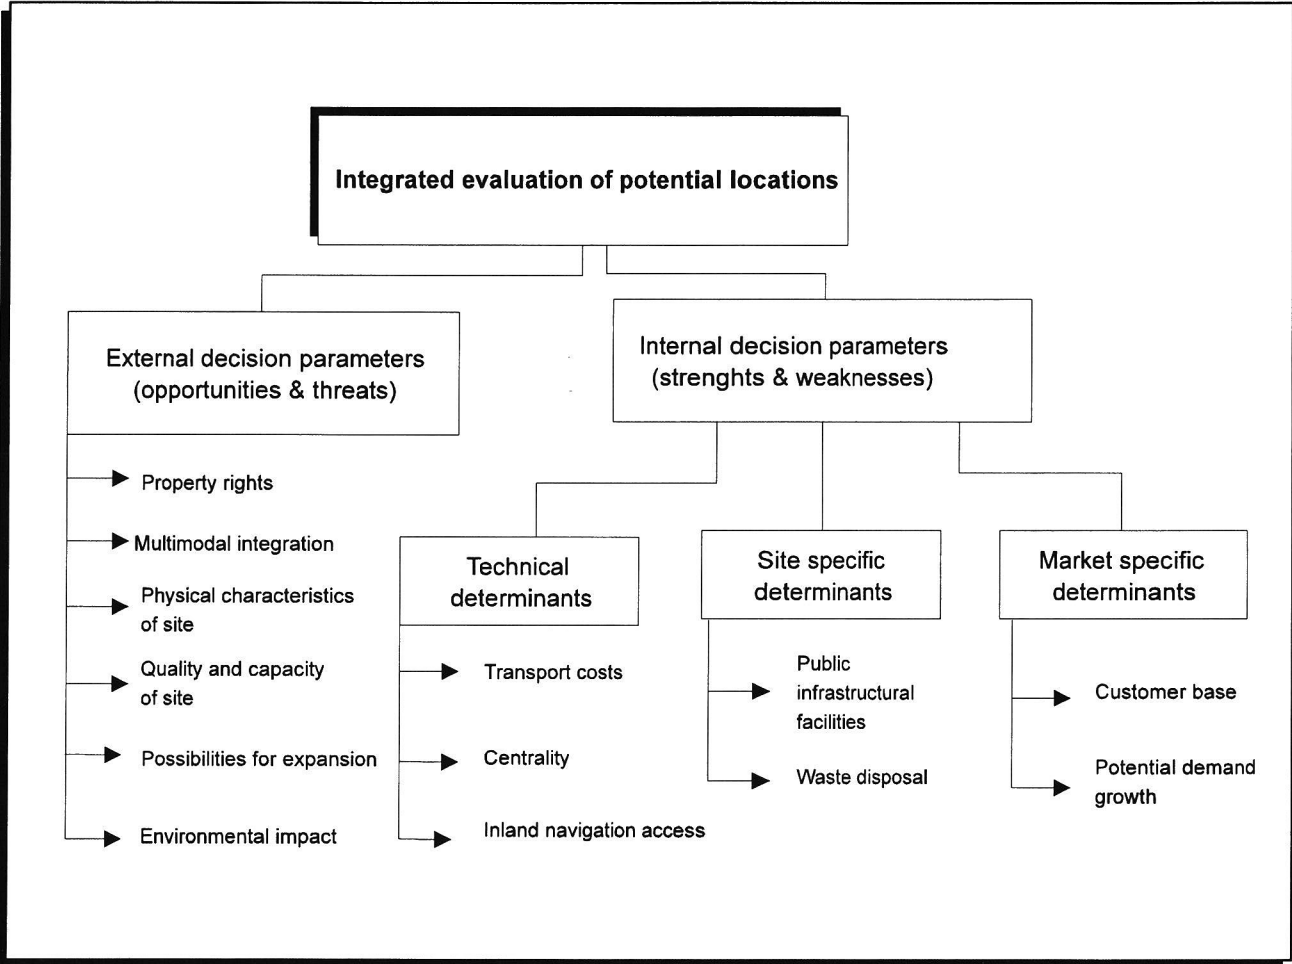 Integrated evaluation of potential locations
External decision parameters
(opportunities & threats)
Internal decision parameters
(strenghts & weaknesses)
Property rights
Multimodal integration
Physical characteristics
of site
Quality and capacity
of site
Possibilities for expansion
Environmental impact
Technical
determinants
Transport costs
Centrality
Inland navigation access
Site specific
determinants
Public
infrastructural
facilities
Waste disposal
Market specific
determinants
Customer base
Potential demand
growth